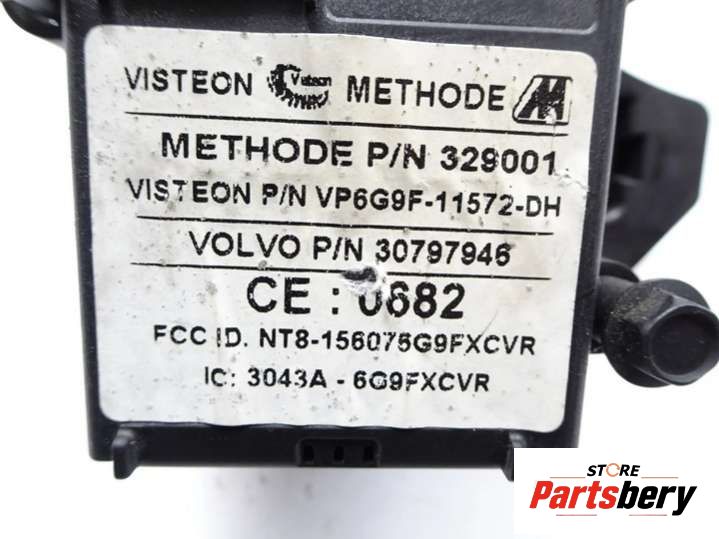 VISTEON Visteon METHODE
METHODE P/N 329001
VISTEON P/N VP6G9F-11572-DH
VOLVO P/N 30797946
CE : 0682
FCC ID. NT8-156075G9FXCVR
IC: 3043A - 6G9FXCVR
STORE
Partsbery